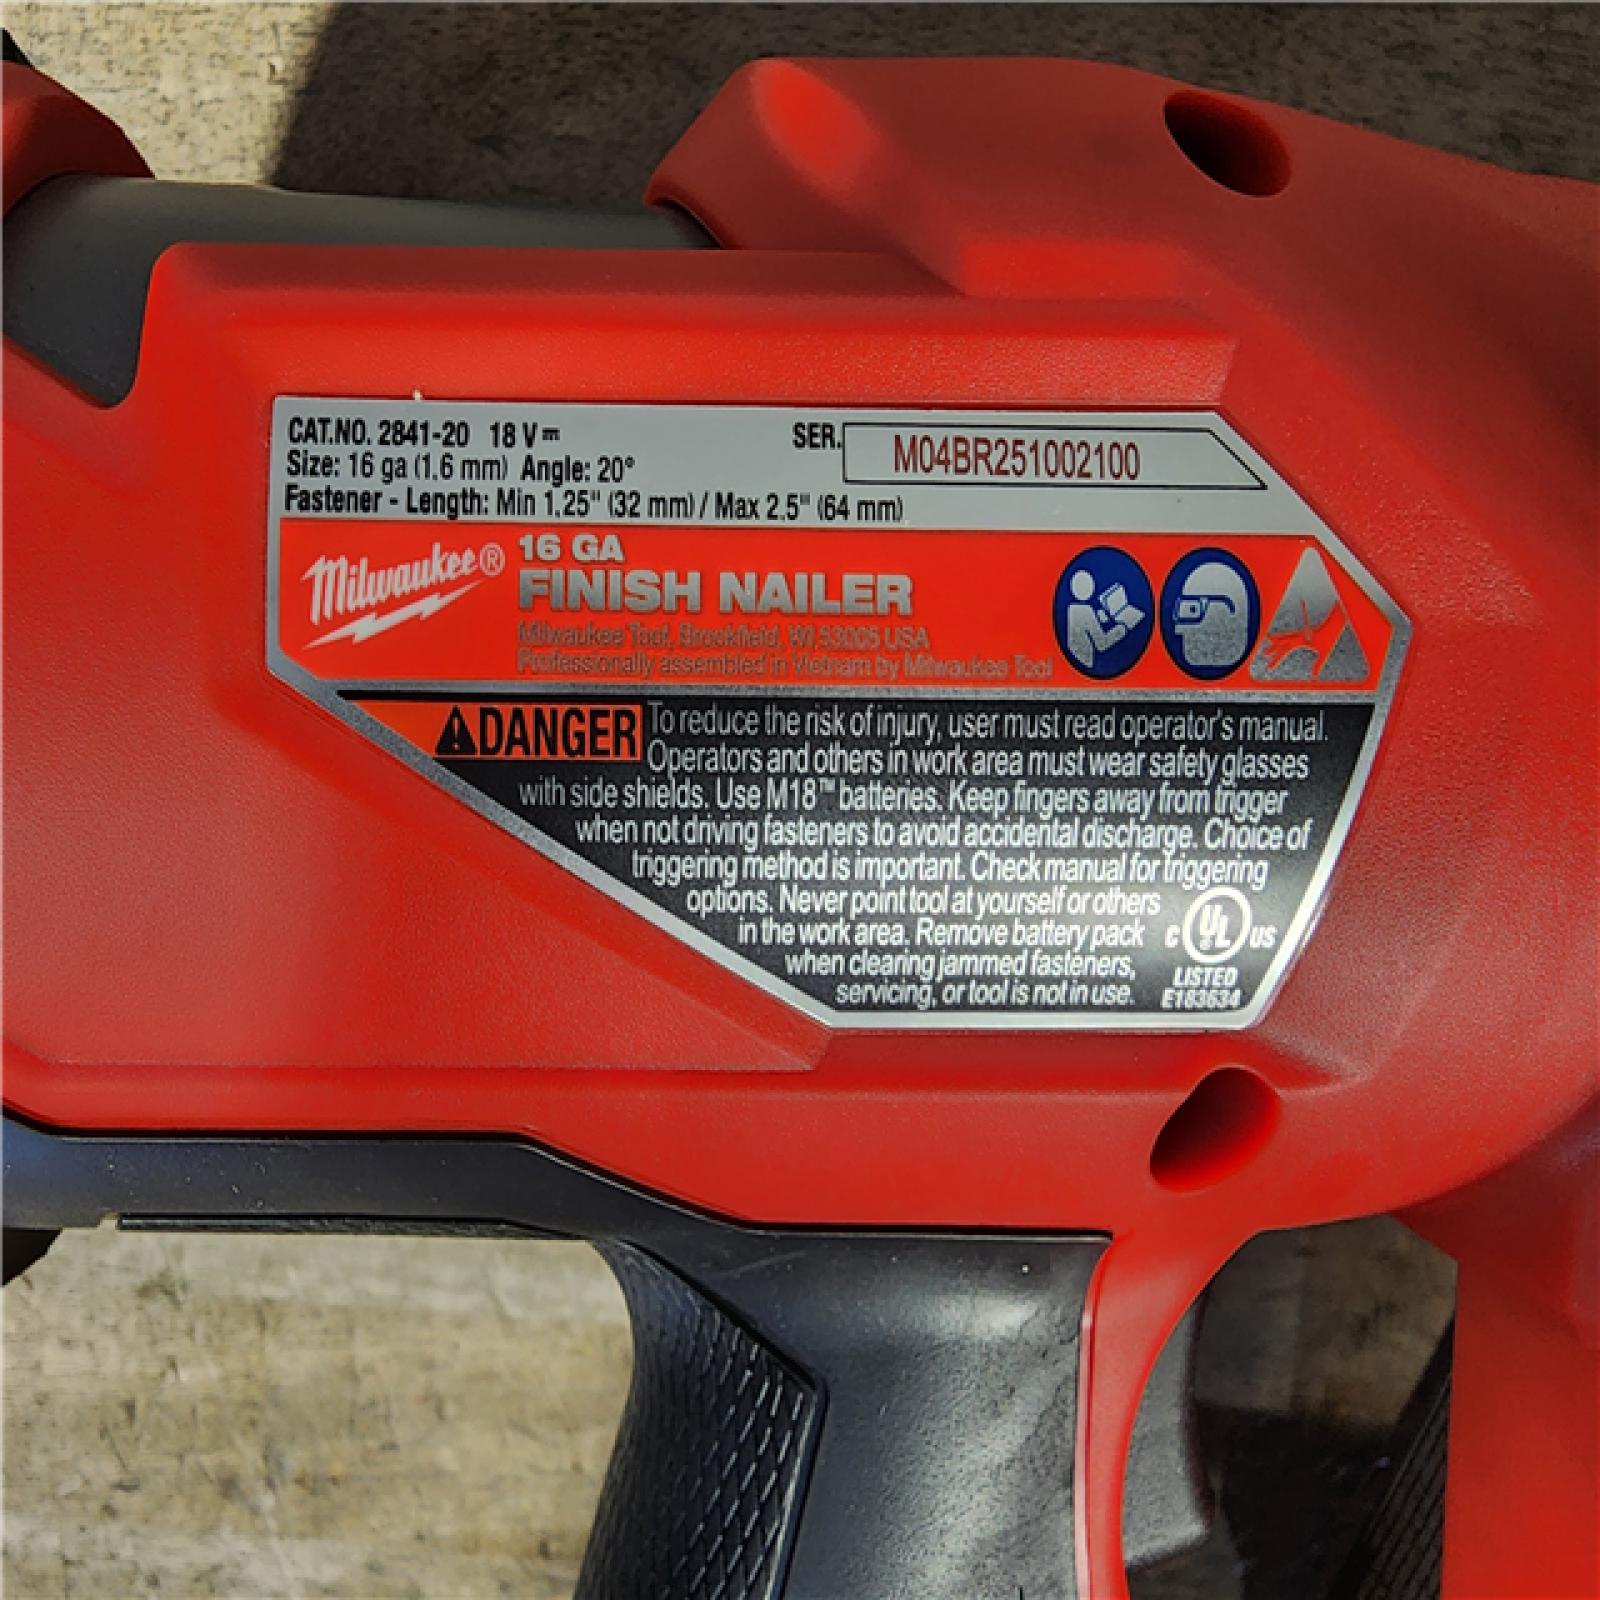 CAT.NO. 2841-20 18 V⎓ SER. M04BR251002100
Size: 16 ga (1.6 mm) Angle: 20°
Fastener - Length: Min 1.25" (32 mm) / Max 2.5" (64 mm)
Milwaukee®
16 GA
FINISH NAILER
Milwaukee Tool, Brookfield, WI 53005 USA
Professionally assembled in Vietnam by Milwaukee Tool
DANGER To reduce the risk of injury, user must read operator's manual.
Operators and others in work area must wear safety glasses
with side shields. Use M18™ batteries. Keep fingers away from trigger
when not driving fasteners to avoid accidental discharge. Choice of
triggering method is important. Check manual for triggering
options. Never point tool at yourself or others
in the work area. Remove battery pack
when clearing jammed fasteners,
servicing, or tool is not in use.
C UL US
LISTED
E183634